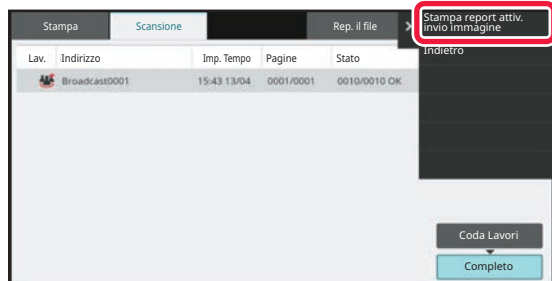 Stampa Scansione Rep. il file
Stampa report attiv.
invio immagine
Indietro
Lav. Indirizzo Imp. Tempo Pagine Stato
Broadcast0001 15:43 13/04 0001/0001 0010/0010 OK
Coda Lavori
Completo